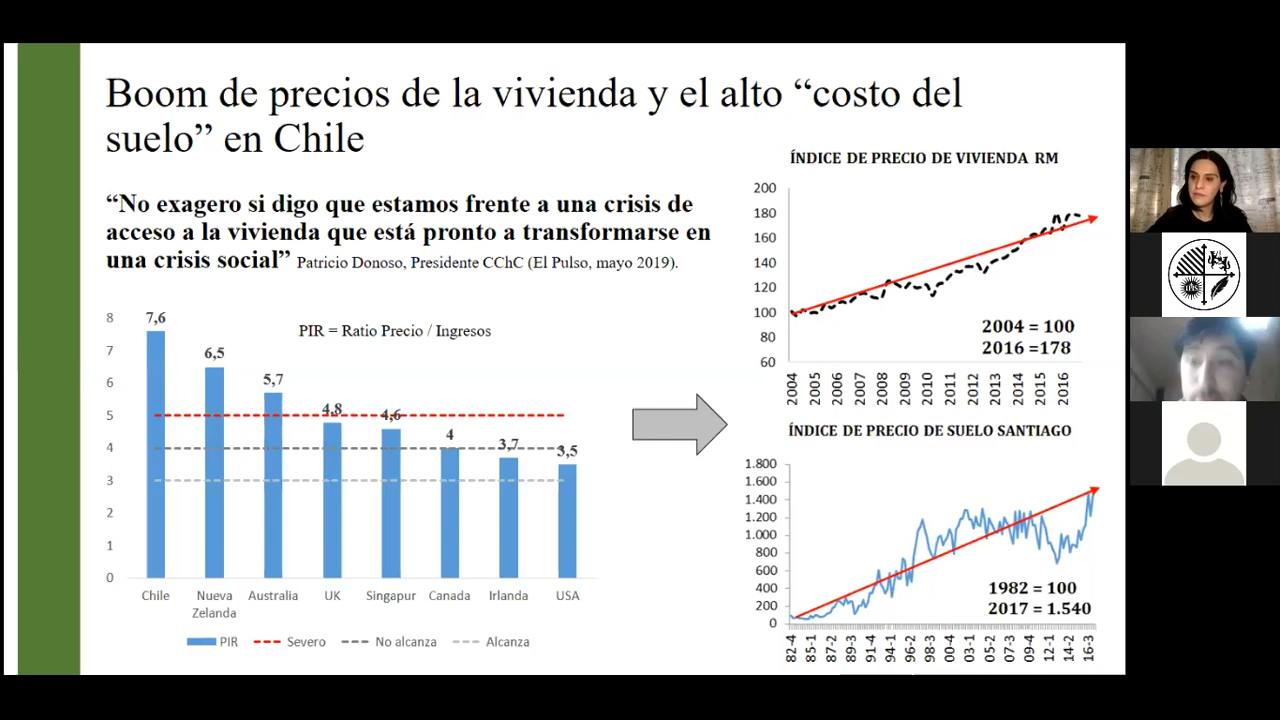 Boom de precios de la vivienda y el alto “costo del
suelo” en Chile
“No exagero si digo que estamos frente a una crisis de
acceso a la vivienda que está pronto a transformarse en
una crisis social” Patricio Donoso, Presidente CChC (El Pulso, mayo 2019).
PIR = Ratio Precio / Ingresos
8
7
6
5
4
3
2
1
0
7,6
6,5
5,7
4,8
4,6
4
3,7
3,5
Chile
Nueva
Zelanda
Australia
UK
Singapur
Canada
Irlanda
USA
PIR
Severo
No alcanza
Alcanza
ÍNDICE DE PRECIO DE VIVIENDA RM
200
180
160
140
120
100
80
60
2004 = 100
2016 =178
2004
2005
2006
2007
2008
2009
2010
2011
2012
2013
2014
2015
2016
ÍNDICE DE PRECIO DE SUELO SANTIAGO
1.800
1.600
1.400
1.200
1.000
800
600
400
200
0
1982 = 100
2017 = 1.540
82-4
85-1
87-2
89-3
91-4
94-1
96-2
98-3
00-4
03-1
05-2
07-3
09-4
12-1
14-2
16-3